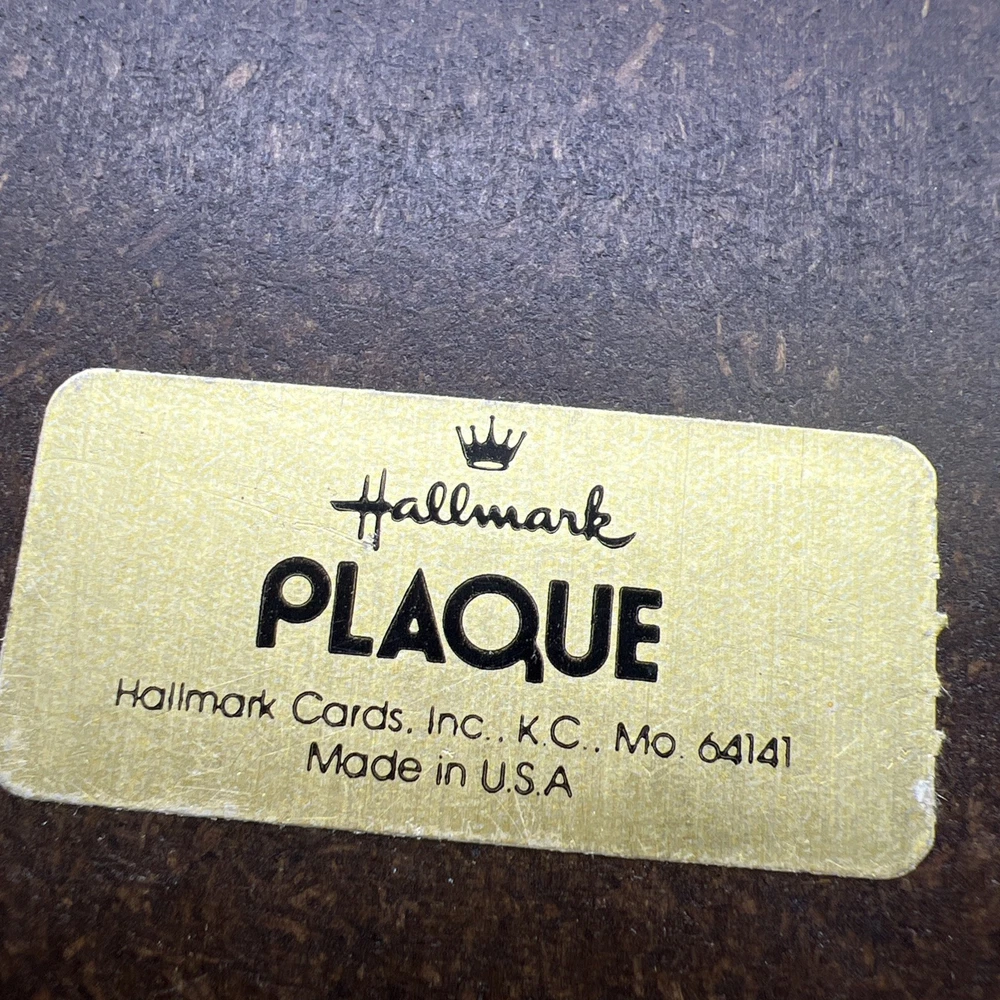 Hallmark
PLAQUE
Hallmark Cards, Inc., K.C., Mo. 64141
Made in U.S.A